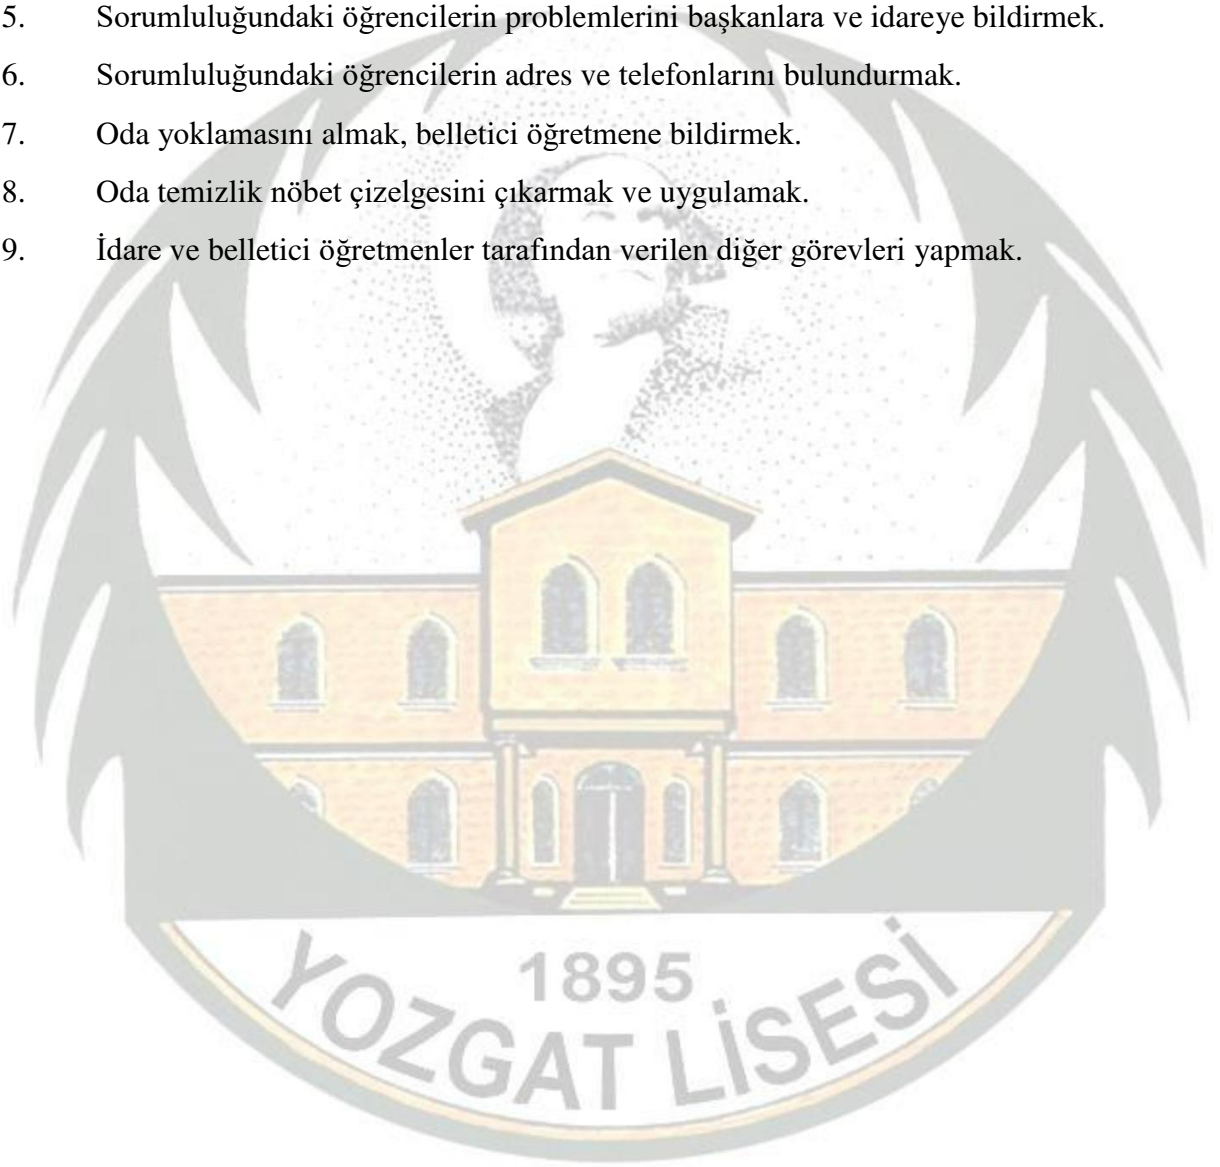 5. Sorumluluğundaki öğrencilerin problemlerini başkanlara ve idareye bildirmek.
6. Sorumluluğundaki öğrencilerin adres ve telefonlarını bulundurmak.
7. Oda yoklamasını almak, belletici öğretmene bildirmek.
8. Oda temizlik nöbet çizelgesini çıkarmak ve uygulamak.
9. İdare ve belletici öğretmenler tarafından verilen diğer görevleri yapmak.
1895
YOZGAT LİSESİ